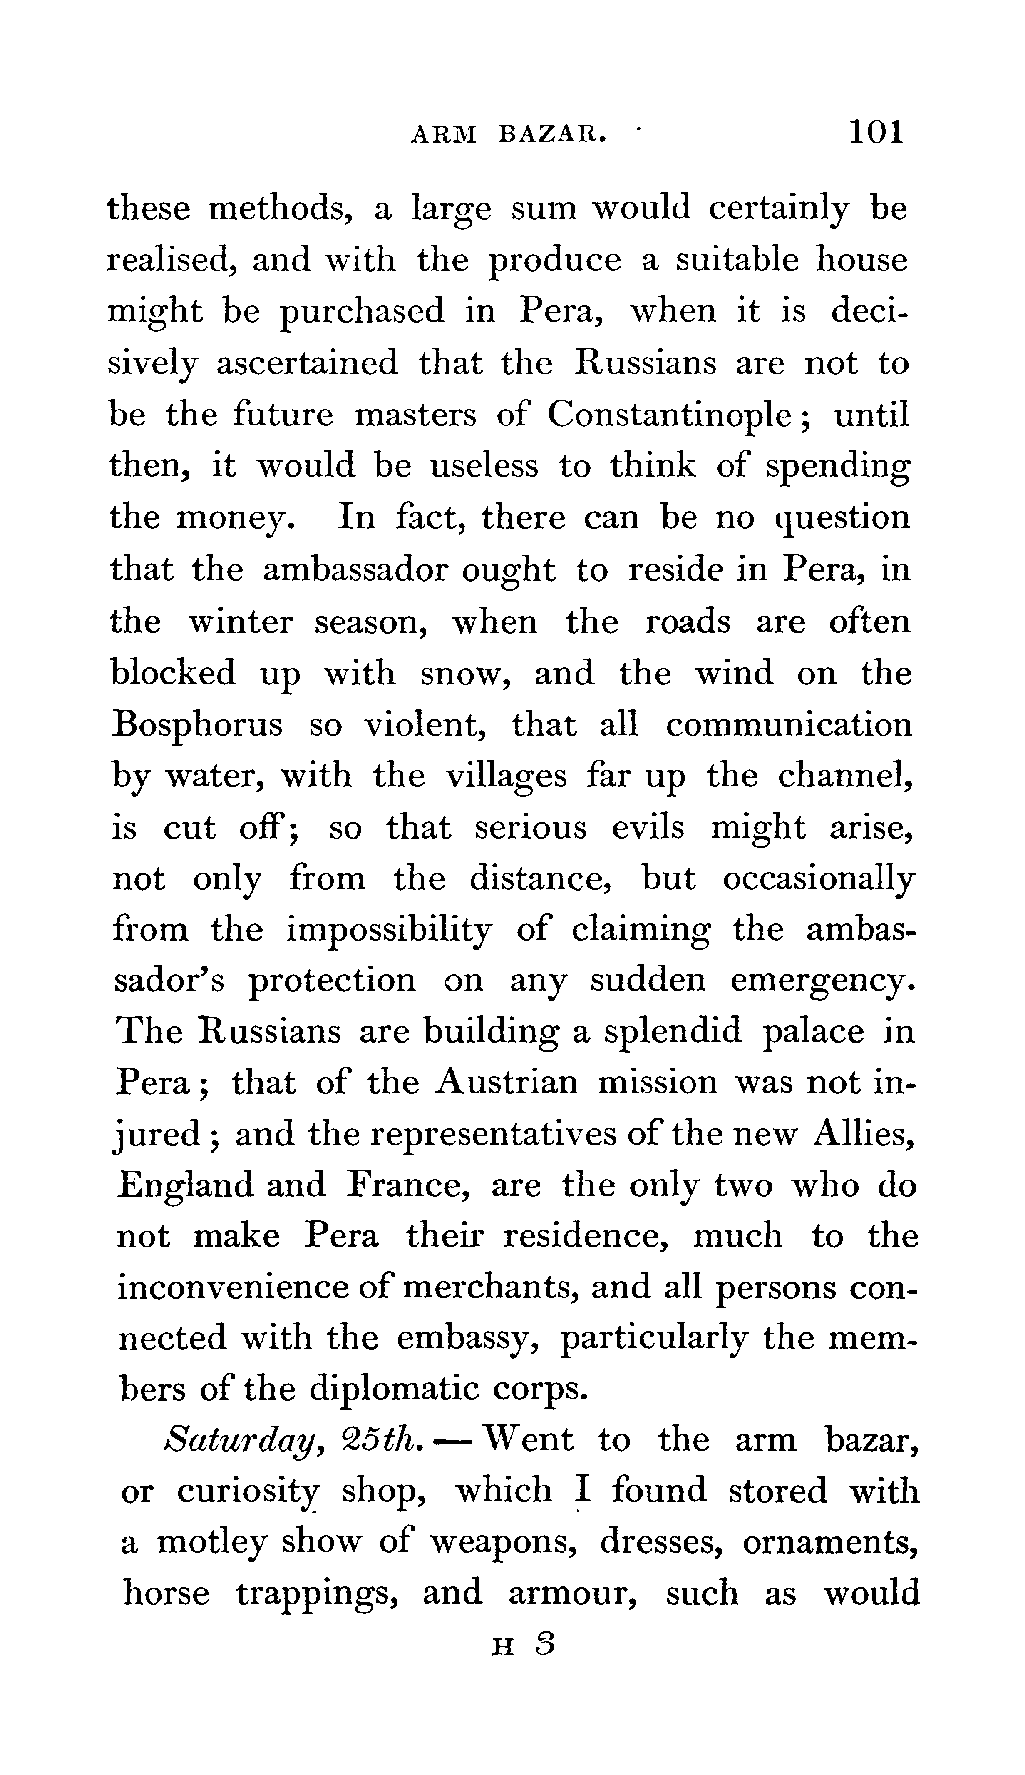 ARM BAZAR. 101
these methods, a large sum would certainly be
realised, and with the produce a suitable house
might be purchased in Pera, when it is deci-
sively ascertained that the Russians are not to
be the future masters of Constantinople; until
then, it would be useless to think of spending
the money. In fact, there can be no question
that the ambassador ought to reside in Pera, in
the winter season, when the roads are often
blocked up with snow, and the wind on the
Bosphorus so violent, that all communication
by water, with the villages far up the channel,
is cut off; so that serious evils might arise,
not only from the distance, but occasionally
from the impossibility of claiming the ambas-
sador's protection on any sudden emergency.
The Russians are building a splendid palace in
Pera; that of the Austrian mission was not in-
jured; and the representatives of the new Allies,
England and France, are the only two who do
not make Pera their residence, much to the
inconvenience of merchants, and all persons con-
nected with the embassy, particularly the mem-
bers of the diplomatic corps.
Saturday, 25th. — Went to the arm bazar,
or curiosity shop, which I found stored with
a motley show of weapons, dresses, ornaments,
horse trappings, and armour, such as would
H 3